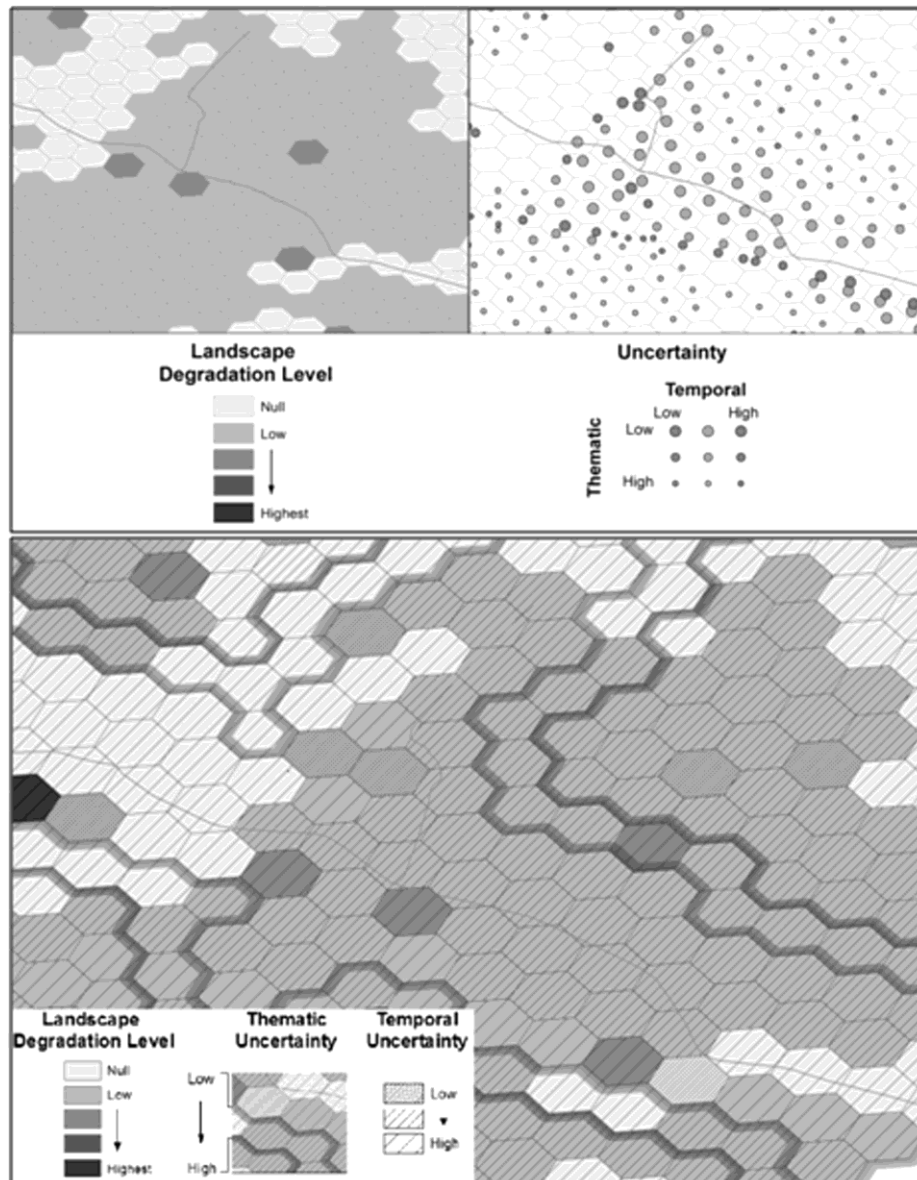 Landscape
Degradation Level
Null
Low
Highest
Uncertainty
Temporal
Low High
Thematic
Low
High
Landscape
Degradation Level
Null
Low
Highest
Thematic
Uncertainty
Low
High
Temporal
Uncertainty
Low
High